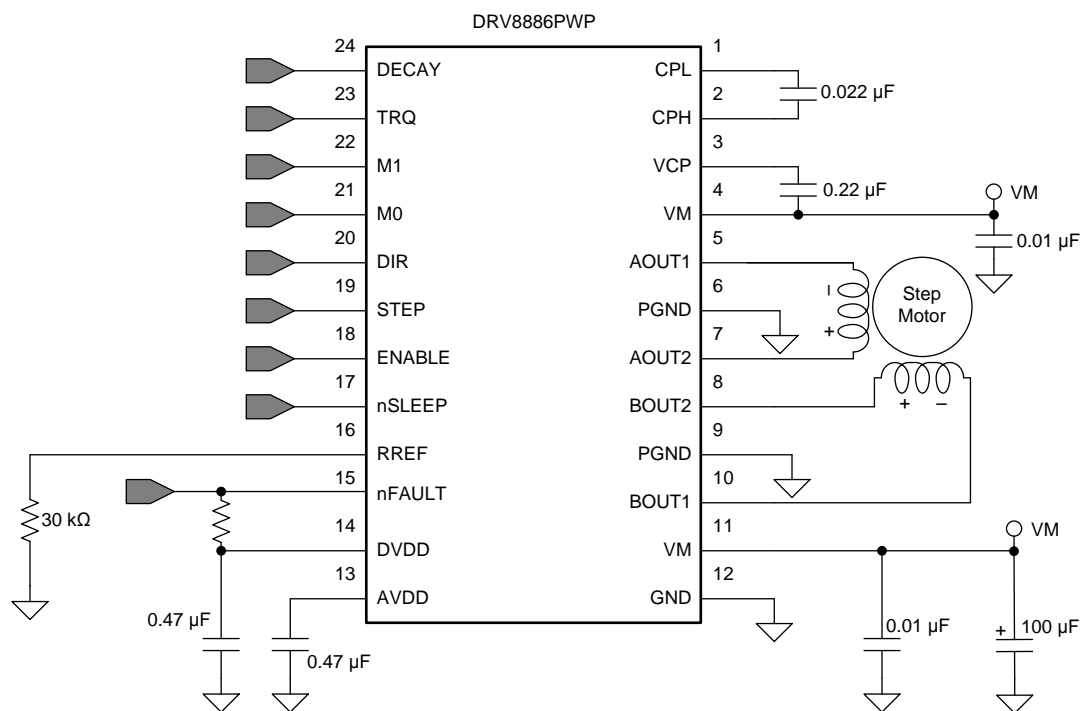 DRV8886PWP
24
DECAY
1
CPL
0.022 µF
23
TRQ
2
CPH
22
M1
3
VCP
0.22 µF
21
M0
4
VM
VM
0.01 µF
20
DIR
5
AOUT1
19
STEP
6
PGND
–
+
Step
Motor
18
ENABLE
7
AOUT2
17
nSLEEP
8
BOUT2
+ –
16
RREF
9
PGND
15
nFAULT
10
BOUT1
30 kΩ
14
DVDD
11
VM
VM
13
AVDD
12
GND
0.47 µF
0.47 µF
0.01 µF
+
100 µF